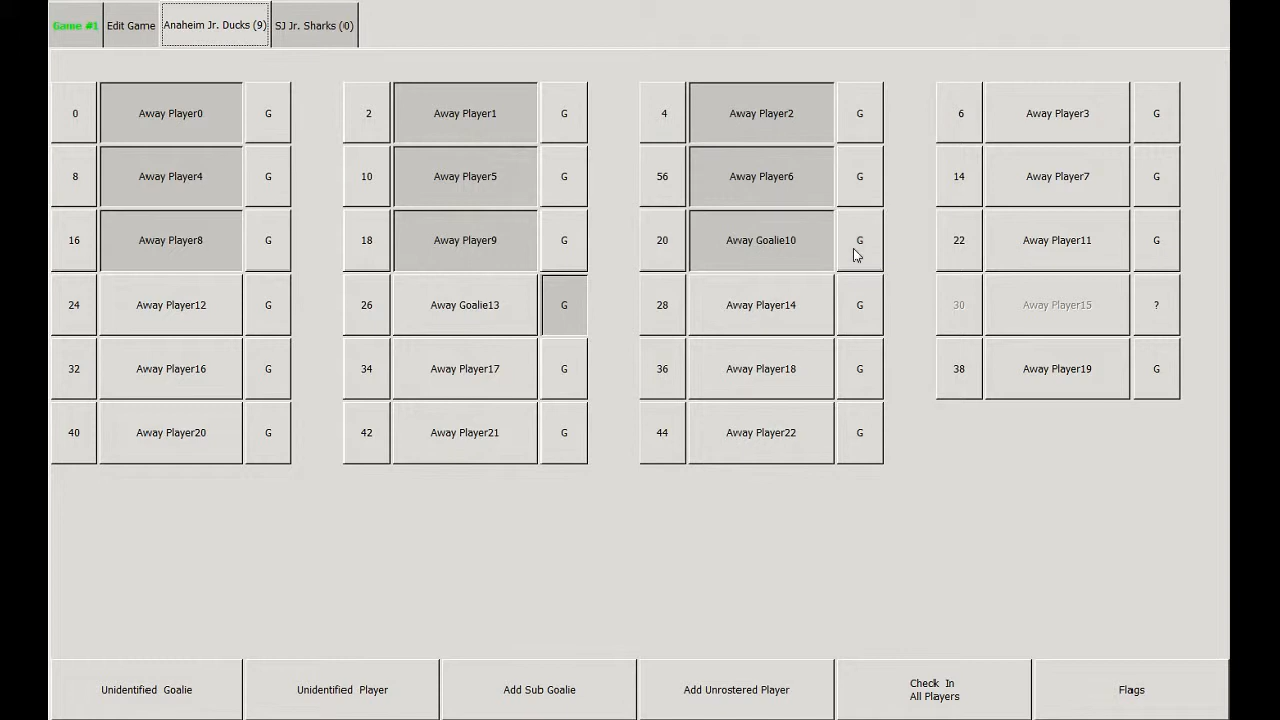 Game #1 Edit Game Anaheim Jr. Ducks (9) SJ Jr. Sharks (0)
0 Away Player0 G 2 Away Player1 G 4 Away Player2 G 6 Away Player3 G
8 Away Player4 G 10 Away Player5 G 56 Away Player6 G 14 Away Player7 G
16 Away Player8 G 18 Away Player9 G 20 Away Goalie10 G 22 Away Player11 G
24 Away Player12 G 26 Away Goalie13 G 28 Away Player14 G 30 Away Player15 ?
32 Away Player16 G 34 Away Player17 G 36 Away Player18 G 38 Away Player19 G
40 Away Player20 G 42 Away Player21 G 44 Away Player22 G
Unidentified Goalie Unidentified Player Add Sub Goalie Add Unrostered Player Check In
All Players Flags